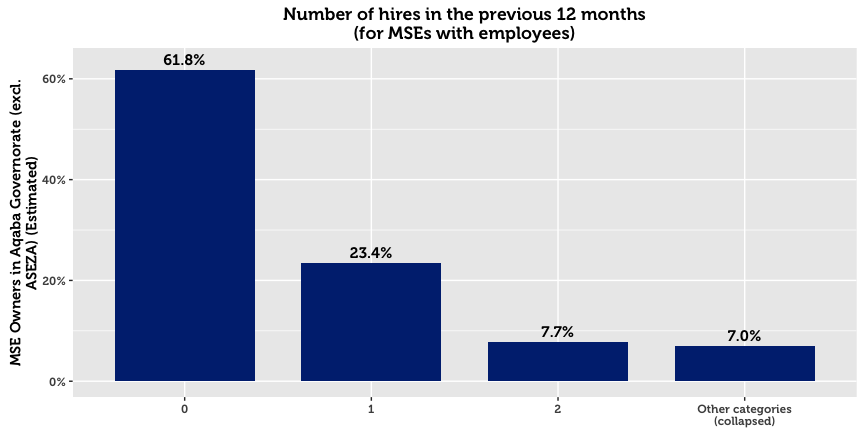 Number of hires in the previous 12 months
(for MSEs with employees)
MSE Owners in Aqaba Governorate (excl.
ASEZA) (Estimated)
60%
40%
20%
0%
61.8%
23.4%
7.7%
7.0%
0
1
2
Other categories
(collapsed)